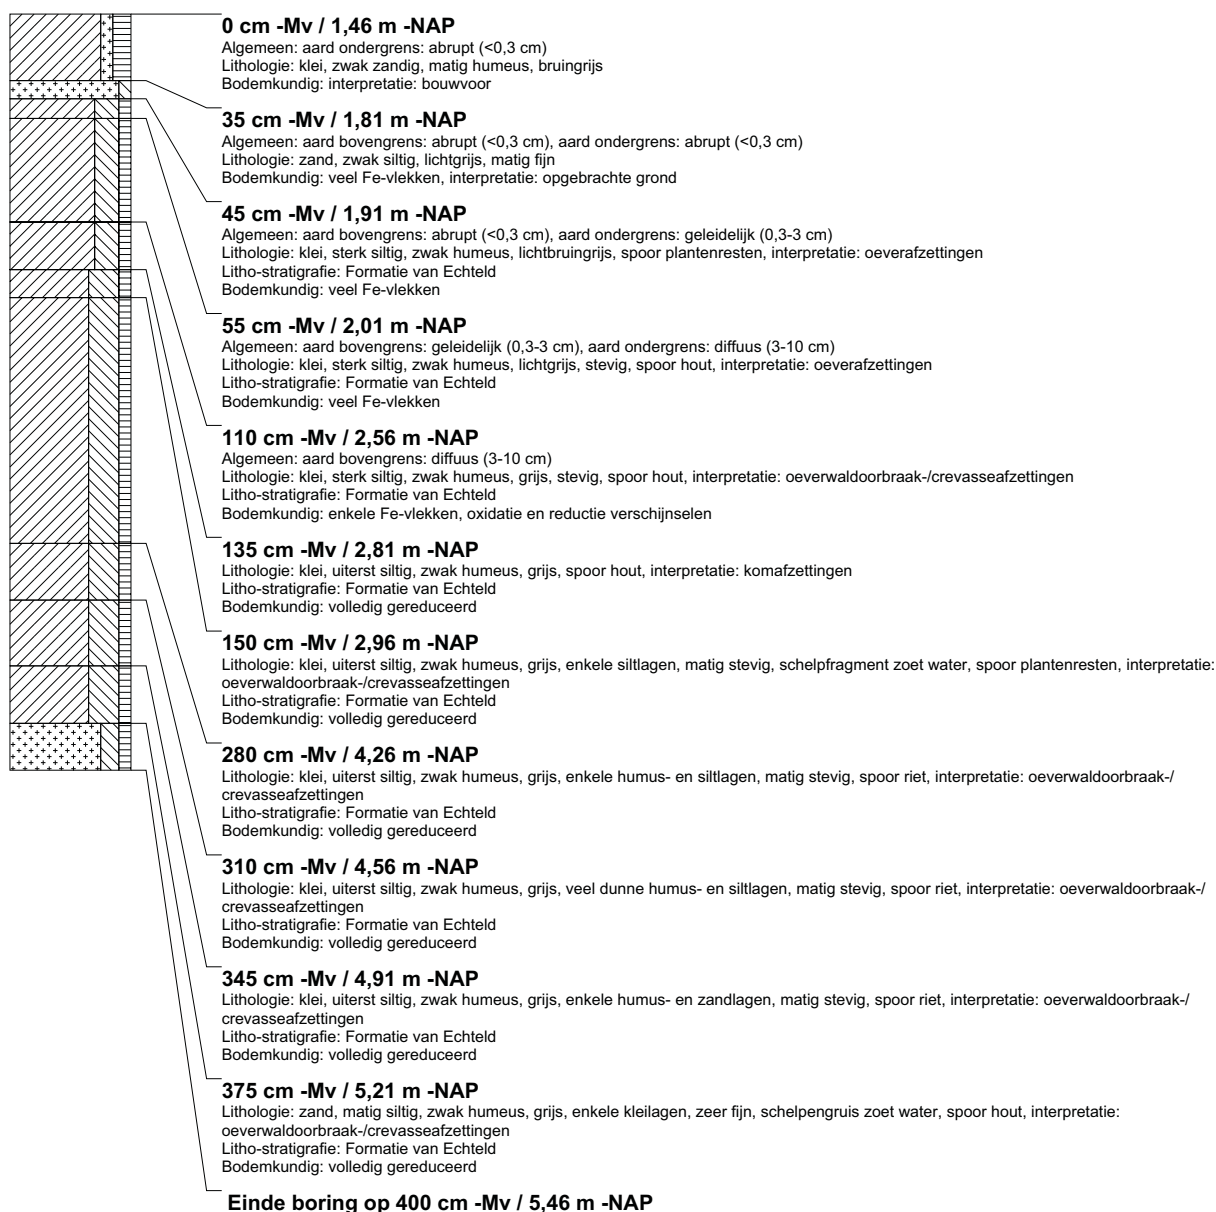 0 cm -Mv / 1,46 m -NAP
Algemeen: aard ondergrens: abrupt (<0,3 cm)
Lithologie: klei, zwak zandig, matig humeus, bruingrijs
Bodemkundig: interpretatie: bouwvoor
35 cm -Mv / 1,81 m -NAP
Algemeen: aard bovengrens: abrupt (<0,3 cm), aard ondergrens: abrupt (<0,3 cm)
Lithologie: zand, zwak siltig, lichtgrijs, matig fijn
Bodemkundig: veel Fe-vlekken, interpretatie: opgebrachte grond
45 cm -Mv / 1,91 m -NAP
Algemeen: aard bovengrens: abrupt (<0,3 cm), aard ondergrens: geleidelijk (0,3-3 cm)
Lithologie: klei, sterk siltig, zwak humeus, lichtbruingrijs, spoor plantenresten, interpretatie: oeverafzettingen
Litho-stratigrafie: Formatie van Echteld
Bodemkundig: veel Fe-vlekken
55 cm -Mv / 2,01 m -NAP
Algemeen: aard bovengrens: geleidelijk (0,3-3 cm), aard ondergrens: diffuus (3-10 cm)
Lithologie: klei, sterk siltig, zwak humeus, lichtgrijs, stevig, spoor hout, interpretatie: oeverafzettingen
Litho-stratigrafie: Formatie van Echteld
Bodemkundig: veel Fe-vlekken
110 cm -Mv / 2,56 m -NAP
Algemeen: aard bovengrens: diffuus (3-10 cm)
Lithologie: klei, sterk siltig, zwak humeus, grijs, stevig, spoor hout, interpretatie: oeverwaldoorbraak-/crevasseafzettingen
Litho-stratigrafie: Formatie van Echteld
Bodemkundig: enkele Fe-vlekken, oxidatie en reductie verschijnselen
135 cm -Mv / 2,81 m -NAP
Lithologie: klei, uiterst siltig, zwak humeus, grijs, spoor hout, interpretatie: komafzettingen
Litho-stratigrafie: Formatie van Echteld
Bodemkundig: volledig gereduceerd
150 cm -Mv / 2,96 m -NAP
Lithologie: klei, uiterst siltig, zwak humeus, grijs, enkele siltlagen, matig stevig, schelpfragment zoet water, spoor plantenresten, interpretatie:
oeverwaldoorbraak-/crevasseafzettingen
Litho-stratigrafie: Formatie van Echteld
Bodemkundig: volledig gereduceerd
280 cm -Mv / 4,26 m -NAP
Lithologie: klei, uiterst siltig, zwak humeus, grijs, enkele humus- en siltlagen, matig stevig, spoor riet, interpretatie: oeverwaldoorbraak-/
crevasseafzettingen
Litho-stratigrafie: Formatie van Echteld
Bodemkundig: volledig gereduceerd
310 cm -Mv / 4,56 m -NAP
Lithologie: klei, uiterst siltig, zwak humeus, grijs, veel dunne humus- en siltlagen, matig stevig, spoor riet, interpretatie: oeverwaldoorbraak-/
crevasseafzettingen
Litho-stratigrafie: Formatie van Echteld
Bodemkundig: volledig gereduceerd
345 cm -Mv / 4,91 m -NAP
Lithologie: klei, uiterst siltig, zwak humeus, grijs, enkele humus- en zandlagen, matig stevig, spoor riet, interpretatie: oeverwaldoorbraak-/
crevasseafzettingen
Litho-stratigrafie: Formatie van Echteld
Bodemkundig: volledig gereduceerd
375 cm -Mv / 5,21 m -NAP
Lithologie: zand, matig siltig, zwak humeus, grijs, enkele kleilagen, zeer fijn, schelpengruis zoet water, spoor hout, interpretatie:
oeverwaldoorbraak-/crevasseafzettingen
Litho-stratigrafie: Formatie van Echteld
Bodemkundig: volledig gereduceerd
Einde boring op 400 cm -Mv / 5,46 m -NAP